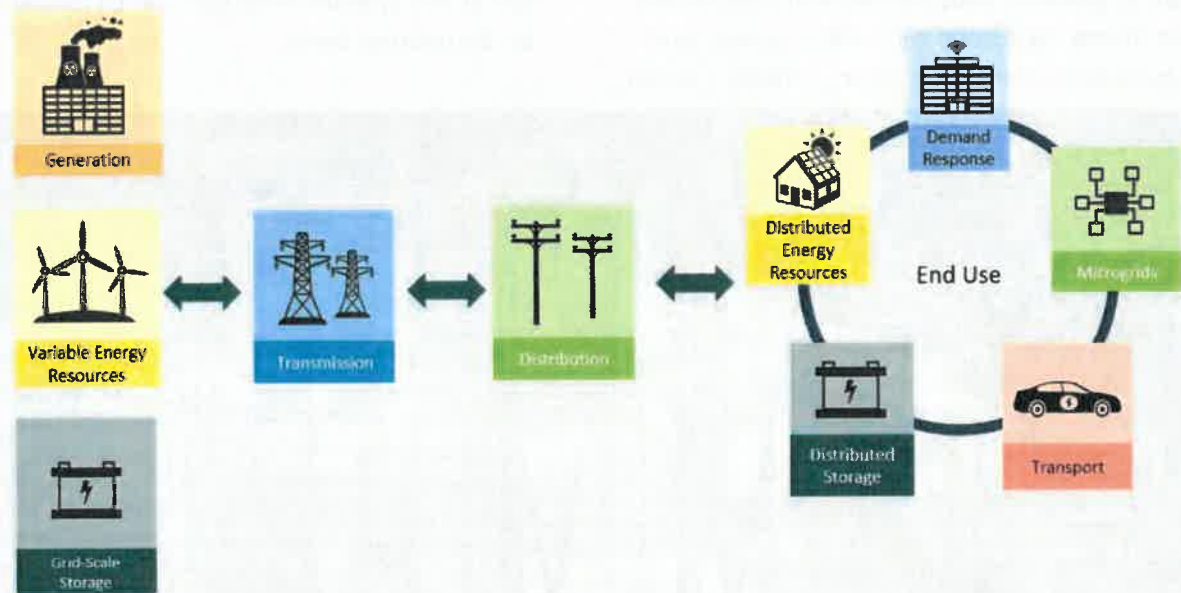 Generation
Variable Energy
Resources
Grid-Scale
Storage
Transmission
Distribution
Distributed
Energy
Resources
Demand
Response
Microgrids
End Use
Distributed
Storage
Transport